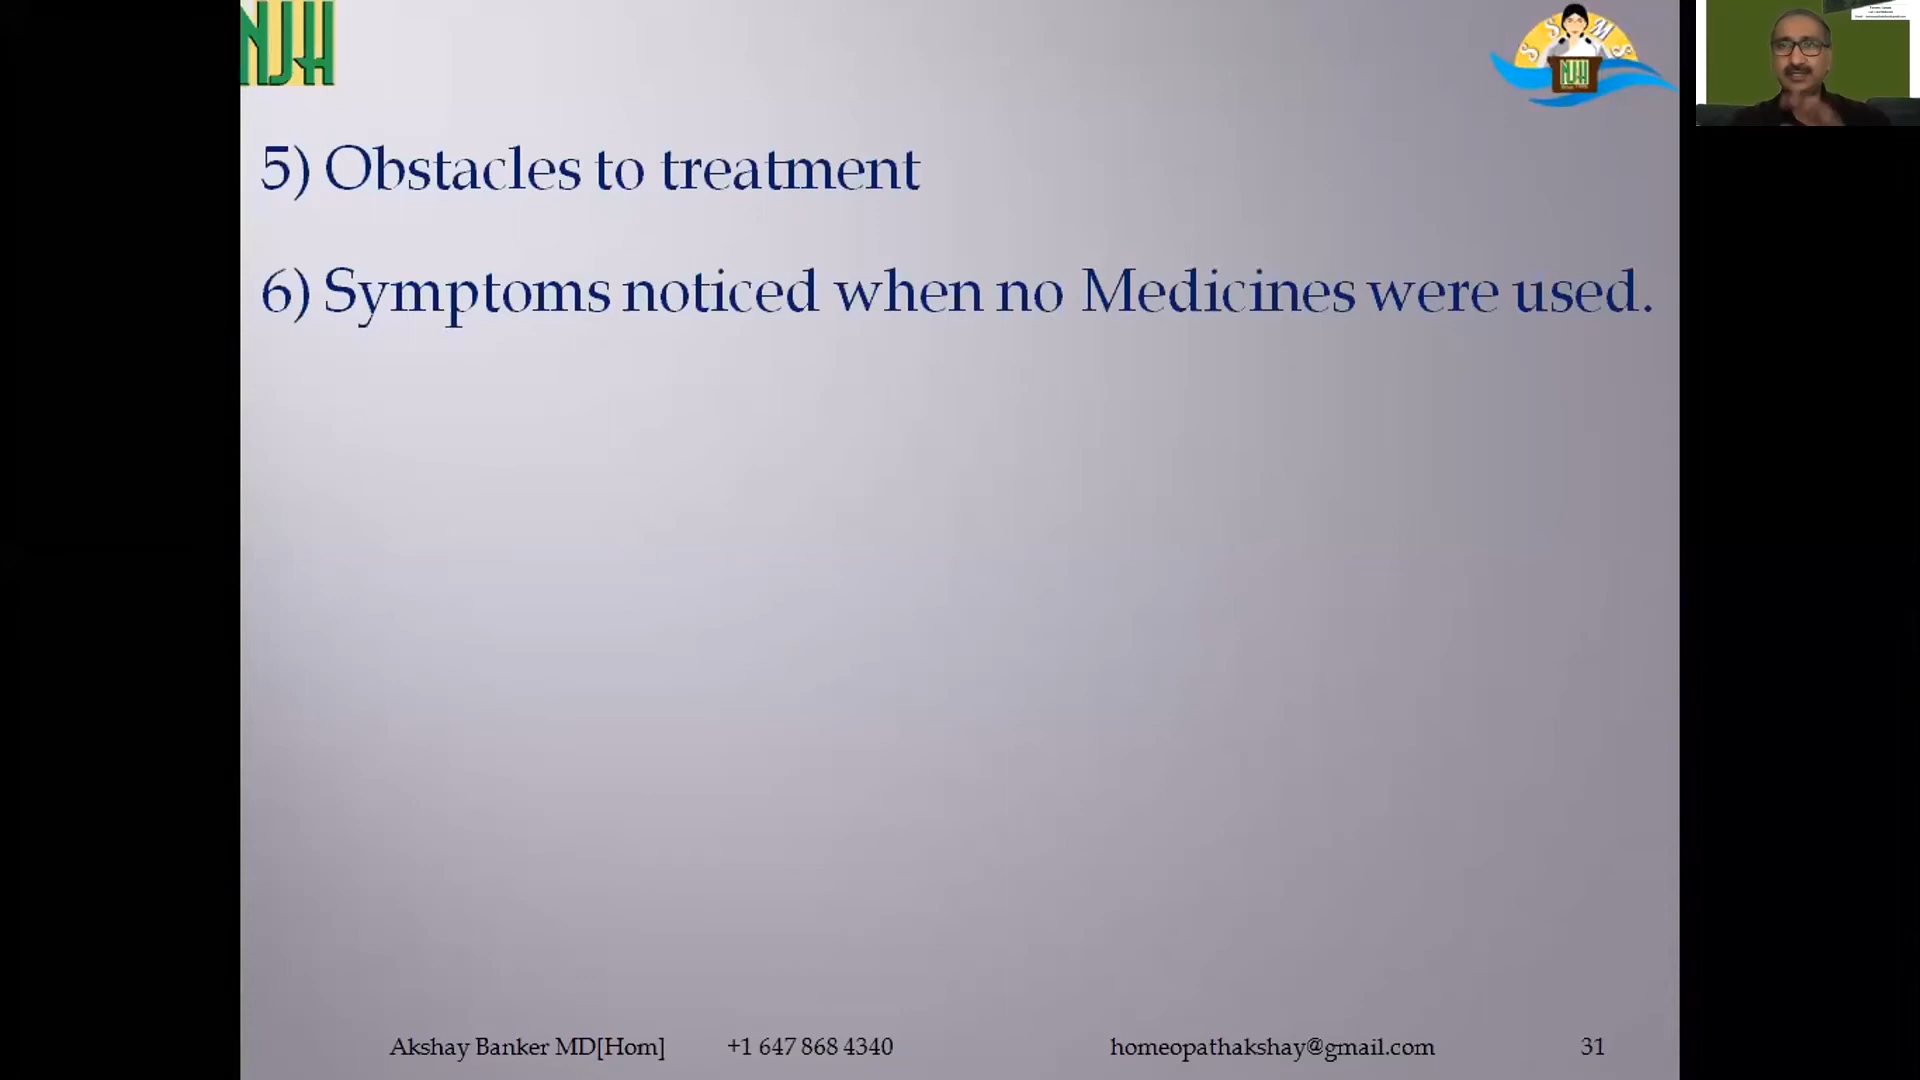 NJH
S S M S
NJH
5) Obstacles to treatment
6) Symptoms noticed when no Medicines were used.
Akshay Banker MD[Hom] +1 647 868 4340 homeopathakshay@gmail.com 31